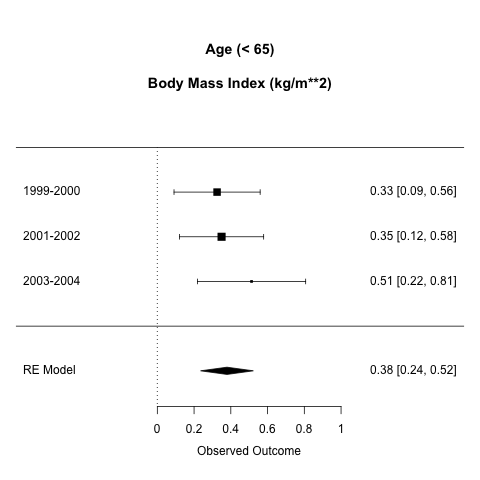 Age (< 65)
Body Mass Index (kg/m**2)
1999-2000 0.33 [0.09, 0.56]
2001-2002 0.35 [0.12, 0.58]
2003-2004 0.51 [0.22, 0.81]
RE Model 0.38 [0.24, 0.52]
0 0.2 0.4 0.6 0.8 1
Observed Outcome